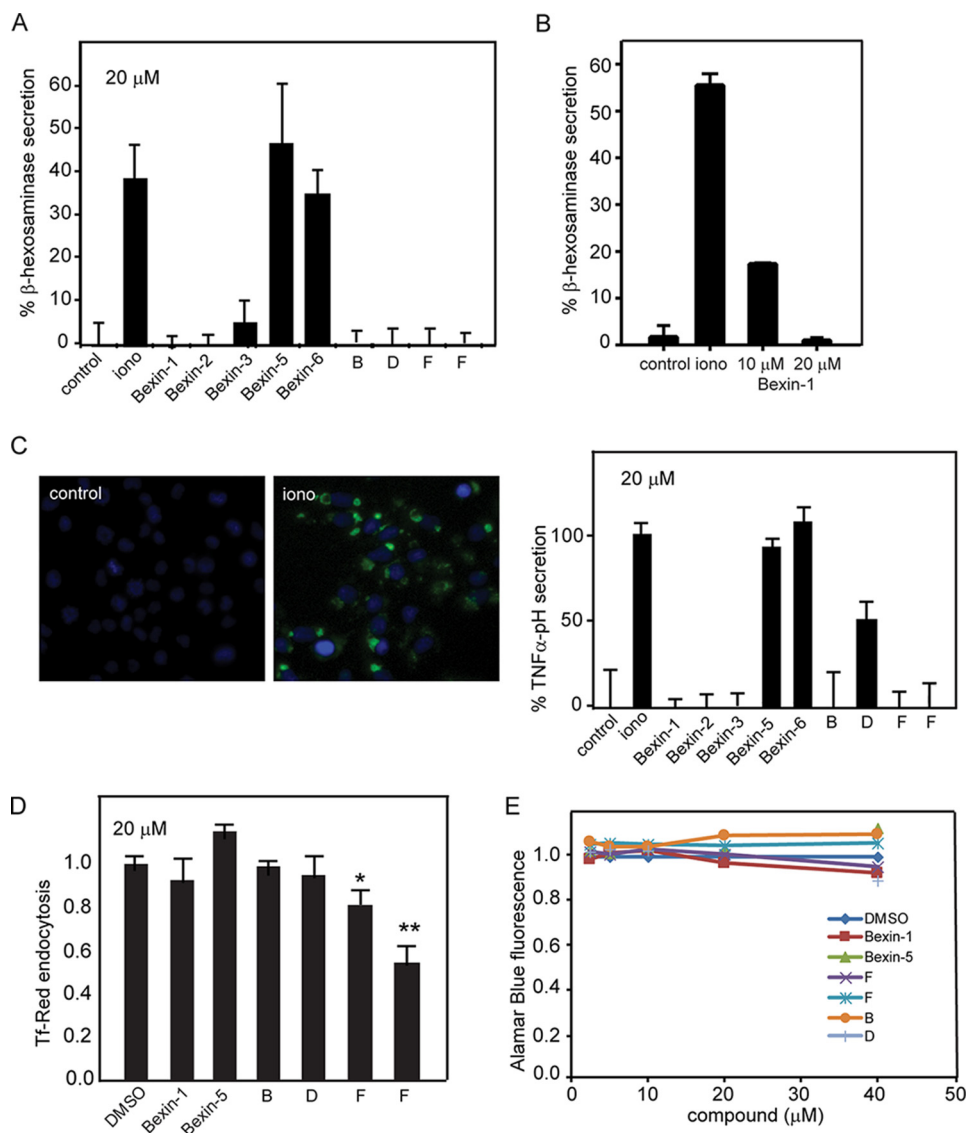 A
20 μM
% β-hexosaminase secretion
60
50
40
30
20
10
0
control
iono
Bexin-1
Bexin-2
Bexin-3
Bexin-5
Bexin-6
B
D
F
F
B
% β-hexosaminase secretion
60
50
40
30
20
10
0
control iono 10 μM 20 μM
Bexin-1
C
control
iono
20 μM
% TNFα-pH secretion
100
50
0
control
iono
Bexin-1
Bexin-2
Bexin-3
Bexin-5
Bexin-6
B
D
F
F
D
20 μM
Tf-Red endocytosis
1.0
0.8
0.6
0.4
0.2
0.0
*
**
DMSO
Bexin-1
Bexin-5
B
D
F
F
E
Alamar Blue fluorescence
1.0
0.8
0.6
0.4
0.2
0.0
DMSO
Bexin-1
Bexin-5
F
F
B
D
0 10 20 30 40 50
compound (μM)